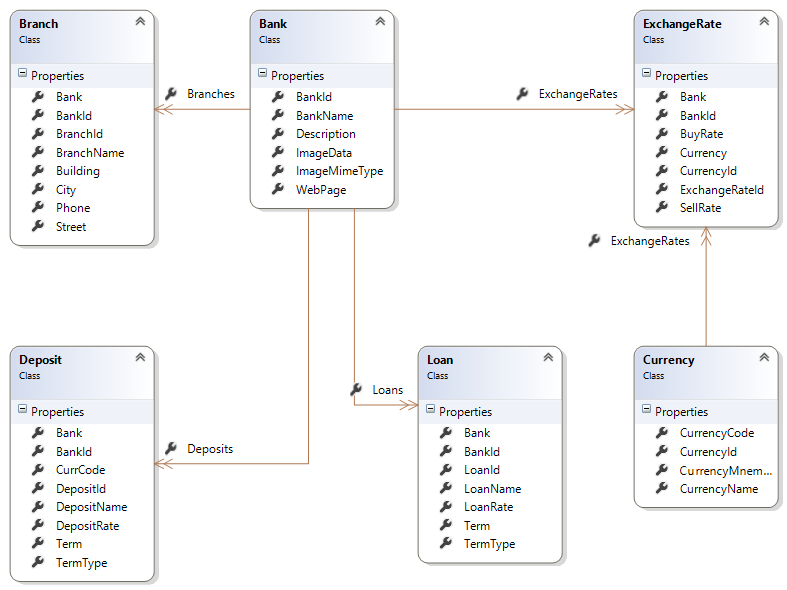 Branch
Class
Properties
Bank
BankId
BranchId
BranchName
Building
City
Phone
Street
Branches
Bank
Class
Properties
BankId
BankName
Description
ImageData
ImageMimeType
WebPage
ExchangeRates
ExchangeRate
Class
Properties
Bank
BankId
BuyRate
Currency
CurrencyId
ExchangeRateId
SellRate
ExchangeRates
Deposit
Class
Properties
Bank
BankId
CurrCode
DepositId
DepositName
DepositRate
Term
TermType
Deposits
Loans
Loan
Class
Properties
Bank
BankId
LoanId
LoanName
LoanRate
Term
TermType
Currency
Class
Properties
CurrencyCode
CurrencyId
CurrencyMnem...
CurrencyName